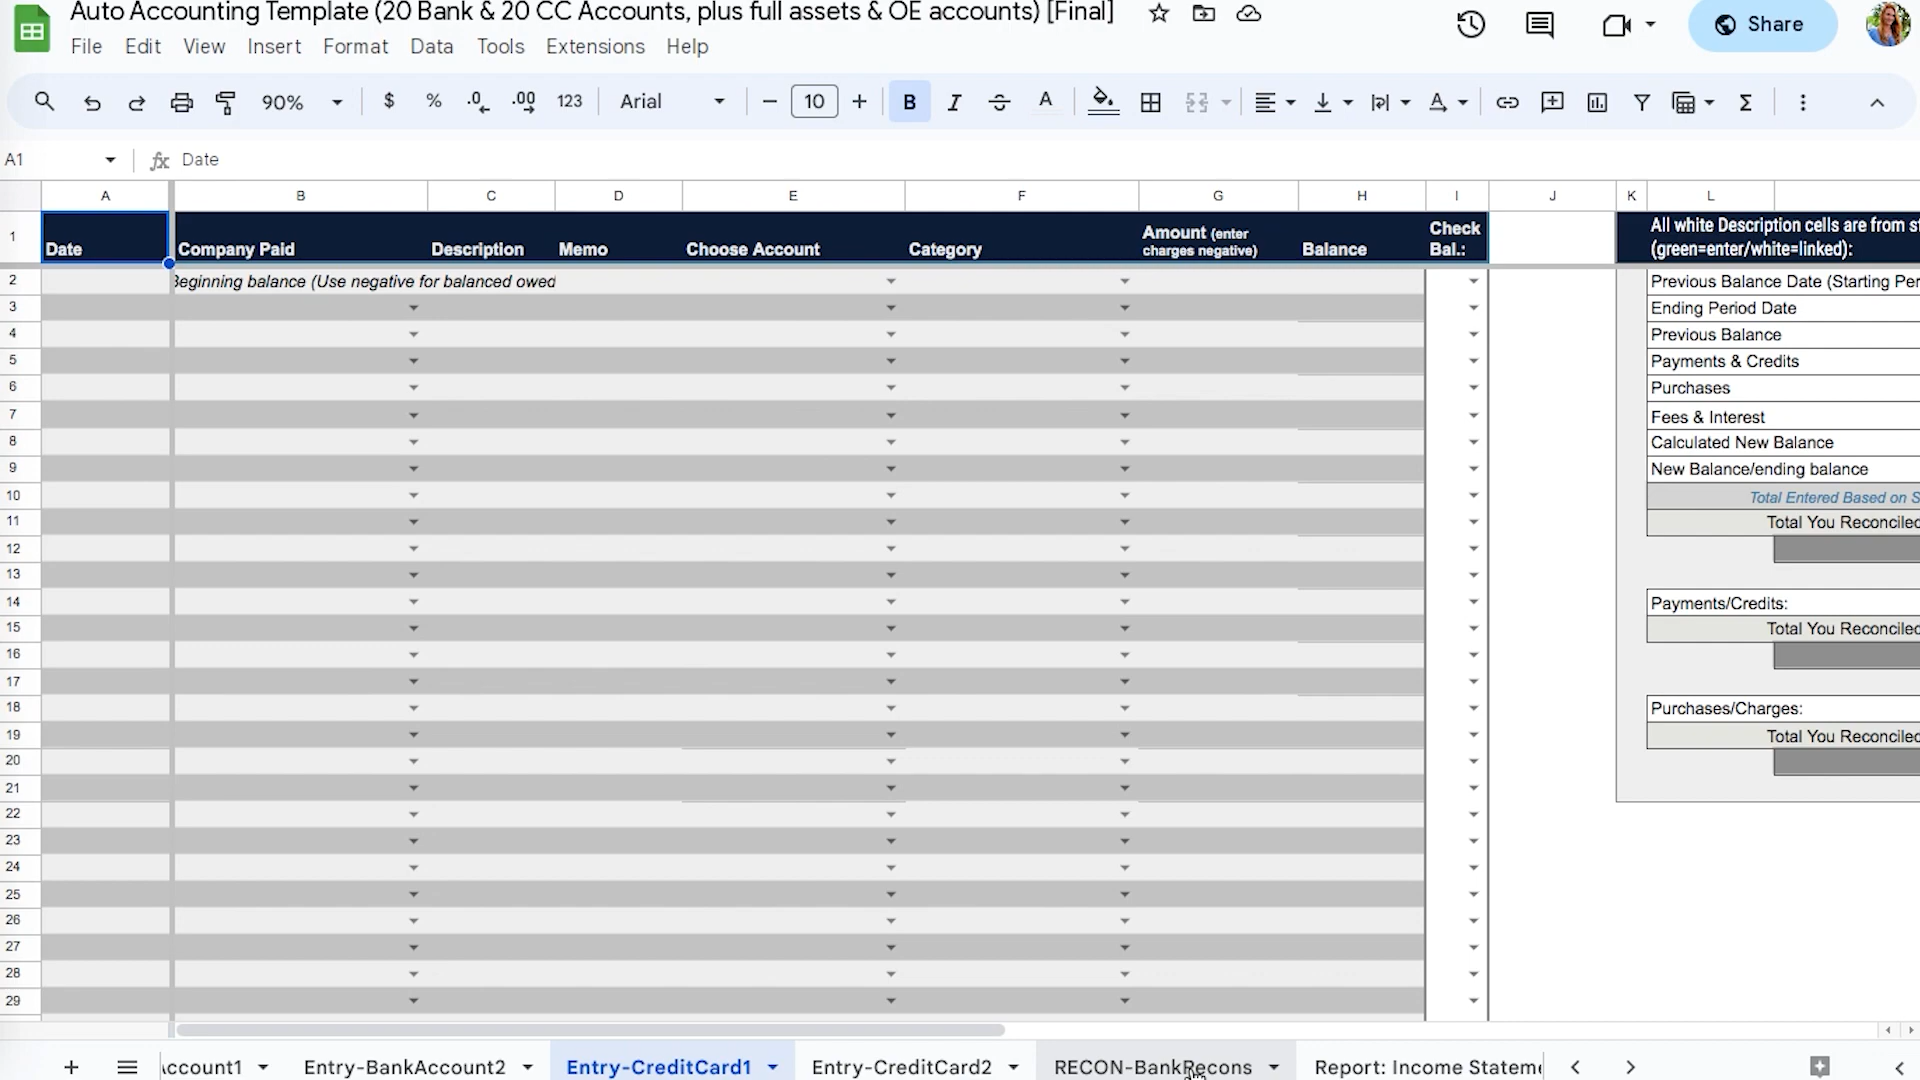 Auto Accounting Template (20 Bank & 20 CC Accounts, plus full assets & OE accounts) [Final]
File Edit View Insert Format Data Tools Extensions Help
Share
90% $ % .0 .00 123 Arial 10 B I A
A1 fx Date
A B C D E F G H I J K L
1 Date Company Paid Description Memo Choose Account Category Amount (enter charges negative) Balance Check Bal.: All white Description cells are from
(green=enter/white=linked):
2 Beginning balance (Use negative for balanced owed Previous Balance Date (Starting
3 Ending Period Date
4 Previous Balance
5 Payments & Credits
6 Purchases
7 Fees & Interest
8 Calculated New Balance
9 New Balance/ending balance
10 Total Entered Based on
11 Total You Reconciled
12
13
14 Payments/Credits:
15 Total You Reconciled
16
17
18 Purchases/Charges:
19 Total You Reconciled
20
21
22
23
24
25
26
27
28
29
Account1 Entry-BankAccount2 Entry-CreditCard1 Entry-CreditCard2 RECON-BankRecons Report: Income Stateme